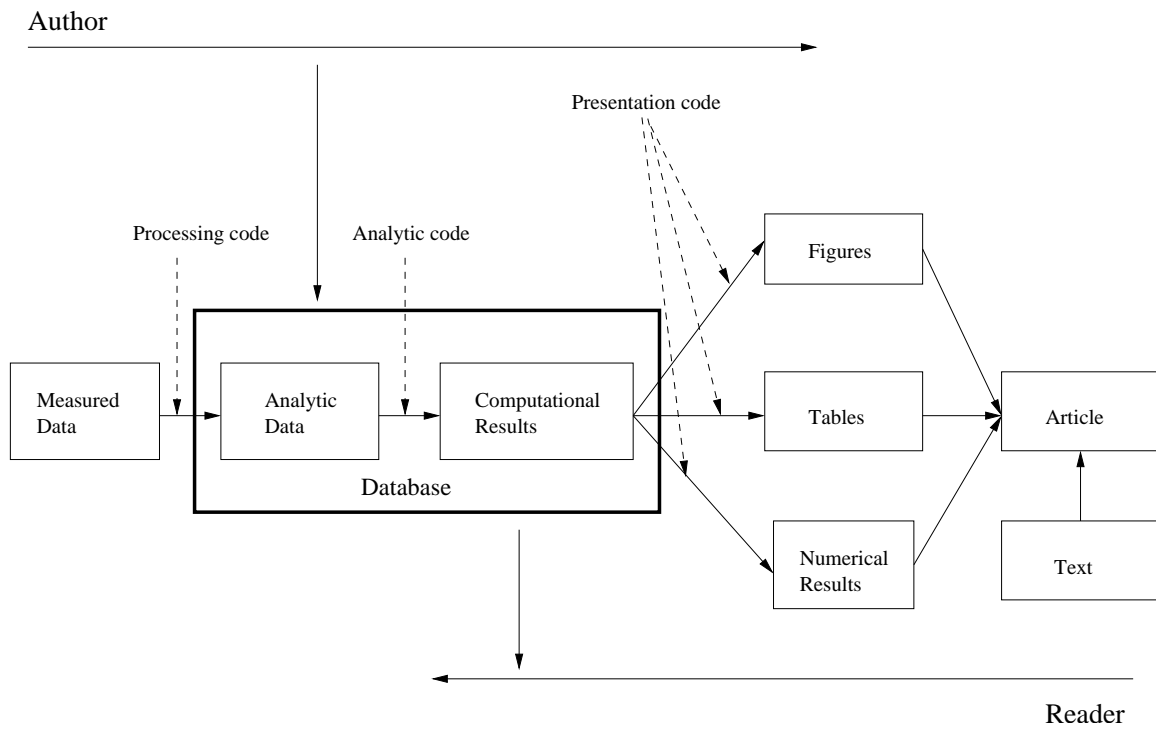 Author
Presentation code
Processing code
Analytic code
Figures
Measured
Data
Analytic
Data
Computational
Results
Tables
Article
Database
Numerical
Results
Text
Reader